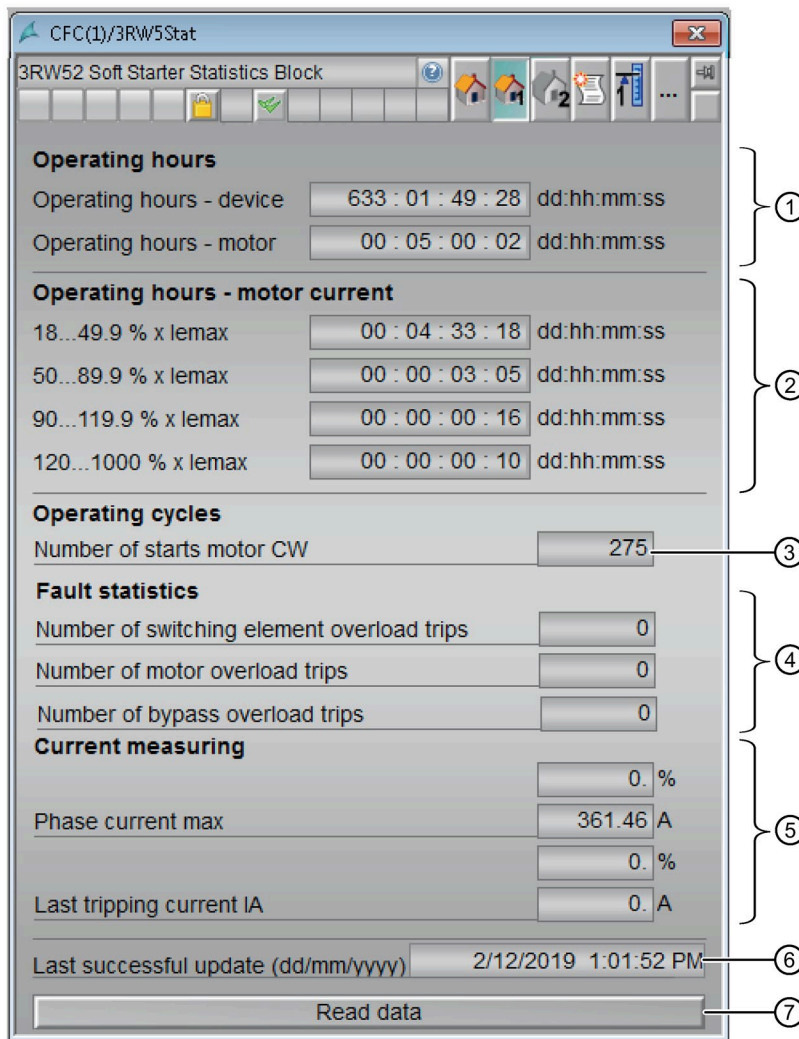 CFC(1)/3RW5Stat
3RW52 Soft Starter Statistics Block
1 2 1 ...
Operating hours
Operating hours - device 633 : 01 : 49 : 28 dd:hh:mm:ss
Operating hours - motor 00 : 05 : 00 : 02 dd:hh:mm:ss
1
Operating hours - motor current
18...49.9 % x Iemax 00 : 04 : 33 : 18 dd:hh:mm:ss
50...89.9 % x Iemax 00 : 00 : 03 : 05 dd:hh:mm:ss
2
90...119.9 % x Iemax 00 : 00 : 00 : 16 dd:hh:mm:ss
120...1000 % x Iemax 00 : 00 : 00 : 10 dd:hh:mm:ss
Operating cycles
Number of starts motor CW 275 3
Fault statistics
Number of switching element overload trips 0
Number of motor overload trips 0 4
Number of bypass overload trips 0
Current measuring
0. %
Phase current max 361.46 A 5
0. %
Last tripping current IA 0. A
Last successful update (dd/mm/yyyy) 2/12/2019 1:01:52 PM 6
Read data 7